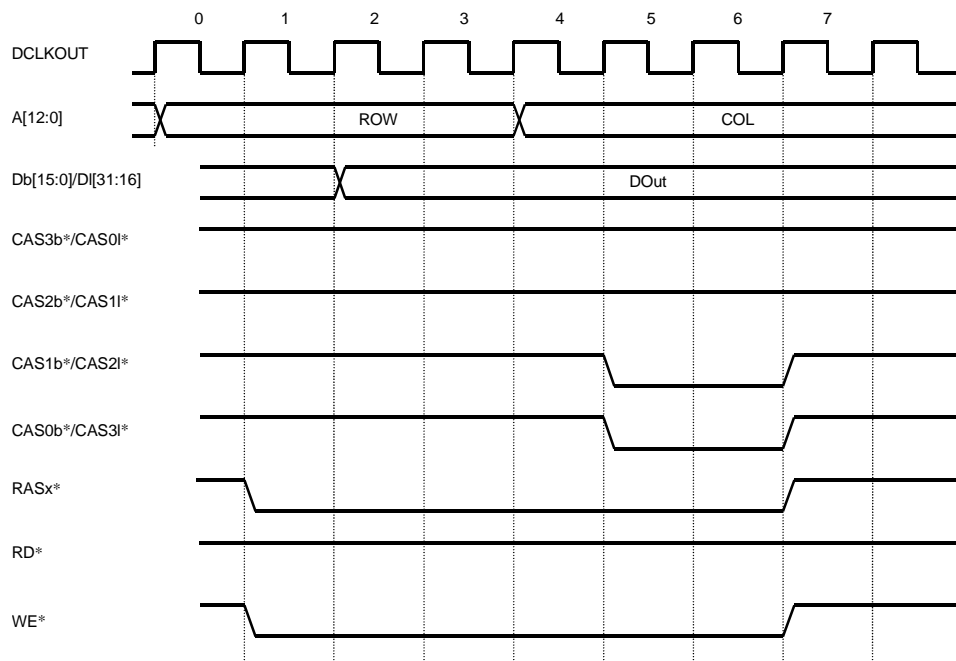 0 1 2 3 4 5 6 7
DCLKOUT
A[12:0] ROW COL
Db[15:0]/Dl[31:16] DOut
CAS3b*/CAS0l*
CAS2b*/CAS1l*
CAS1b*/CAS2l*
CAS0b*/CAS3l*
RASx*
RD*
WE*